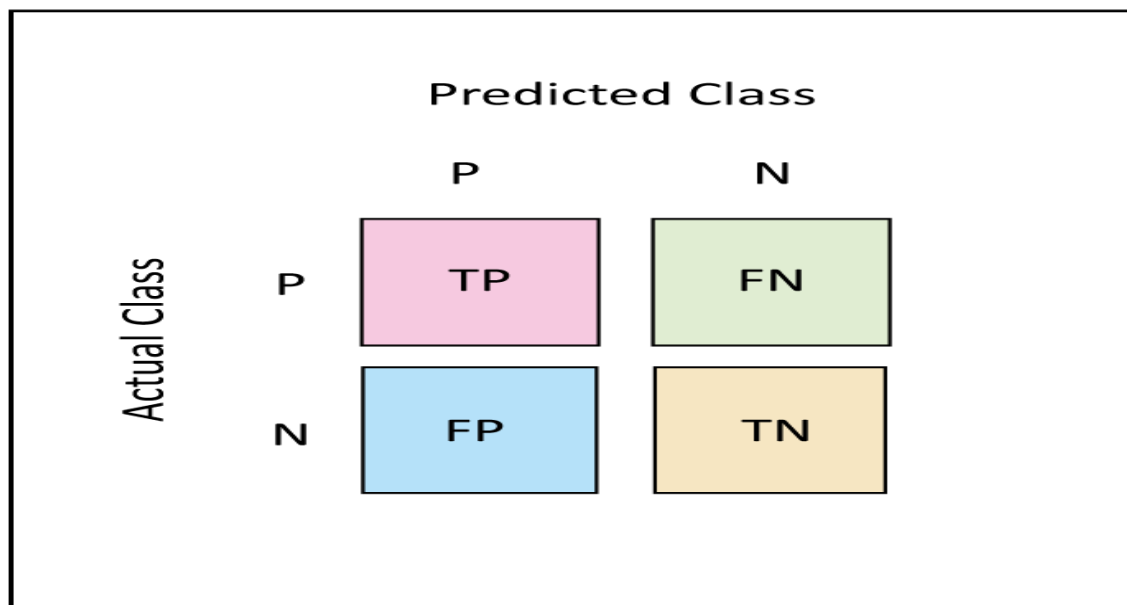 Predicted Class
P N
Actual Class
P TP FN
N FP TN